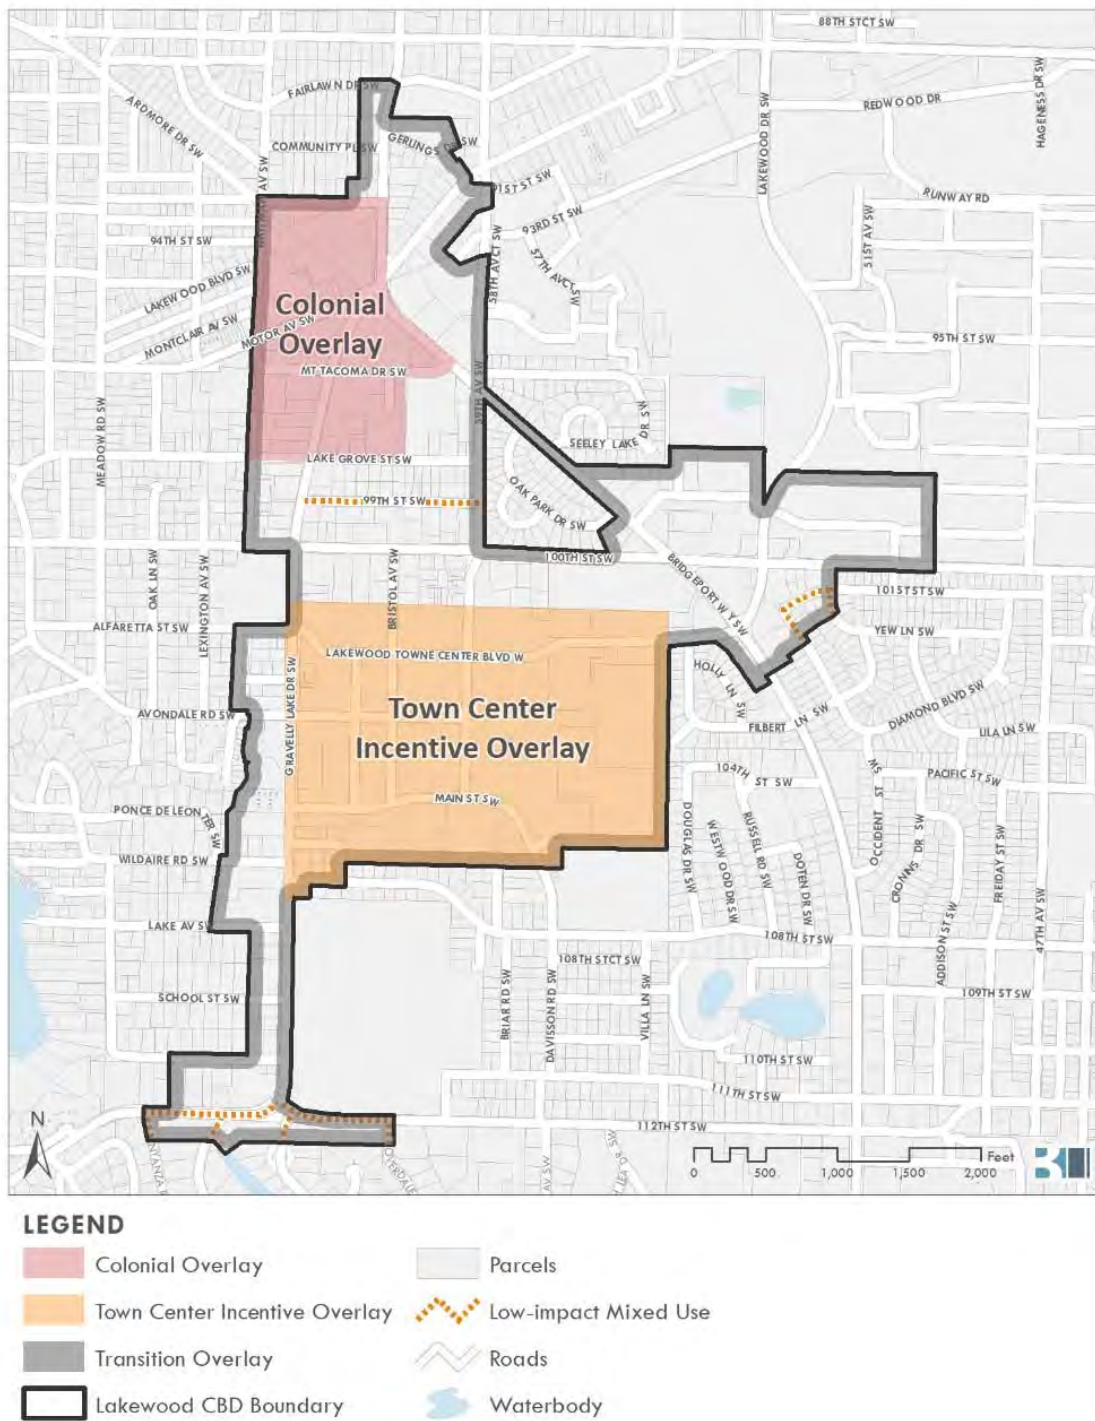 88TH STCT SW
FAIRLAWN DR SW
ARDMORE DR SW
REDWOOD DR
HAGENESS DR SW
LAKEWOOD DR SW
GERLINGS DR SW
COMMUNITY PL SW
91ST ST SW
RUNWAY RD
93RD ST SW
94TH ST SW
51ST AV SW
57TH AVCT SW
58TH AVCT SW
LAKEWOOD BLVD SW
Colonial
Overlay
MOTOR AV SW
MONTCLAIR AV SW
95TH ST SW
MT TACOMA DR SW
59TH AV SW
MEADOW RD SW
SEELEY LAKE DR SW
LAKE GROVE ST SW
OAK PARK DR SW
99TH ST SW
100TH ST SW
BRIDGEPORT W Y SW
OAK LN SW
LEXINGTON AV SW
BRISTOL AV SW
101ST ST SW
ALFARETTA ST SW
YEW LN SW
LAKEWOOD TOWNE CENTER BLVD W
HOLLY LN SW
GRAVELLY LAKE DR SW
DIAMOND BLVD SW
AVONDALE RD SW
Town Center
Incentive Overlay
FILBERT LN SW
LILA LN SW
104TH ST SW
PACIFIC ST SW
MAIN ST SW
PONCE DE LEON TER SW
DOUGLAS DR SW
WESTWOOD DR SW
RUSSELL RD SW
DOTEN DR SW
OCCIDENT ST SW
CROWNS DR SW
FREIDAY ST SW
WILDAIRE RD SW
LAKE AV SW
108TH ST SW
ADDISON ST SW
47TH AV SW
108TH STCT SW
SCHOOL ST SW
BRIAR RD SW
DAVISSON RD SW
VILLA LN SW
109TH ST SW
110TH ST SW
111TH ST SW
112TH ST SW
N
NYANZA
OVERDALE
AV SW
DR SW
Feet
0 500 1,000 1,500 2,000
LEGEND
Colonial Overlay
Town Center Incentive Overlay
Transition Overlay
Lakewood CBD Boundary
Parcels
Low-impact Mixed Use
Roads
Waterbody